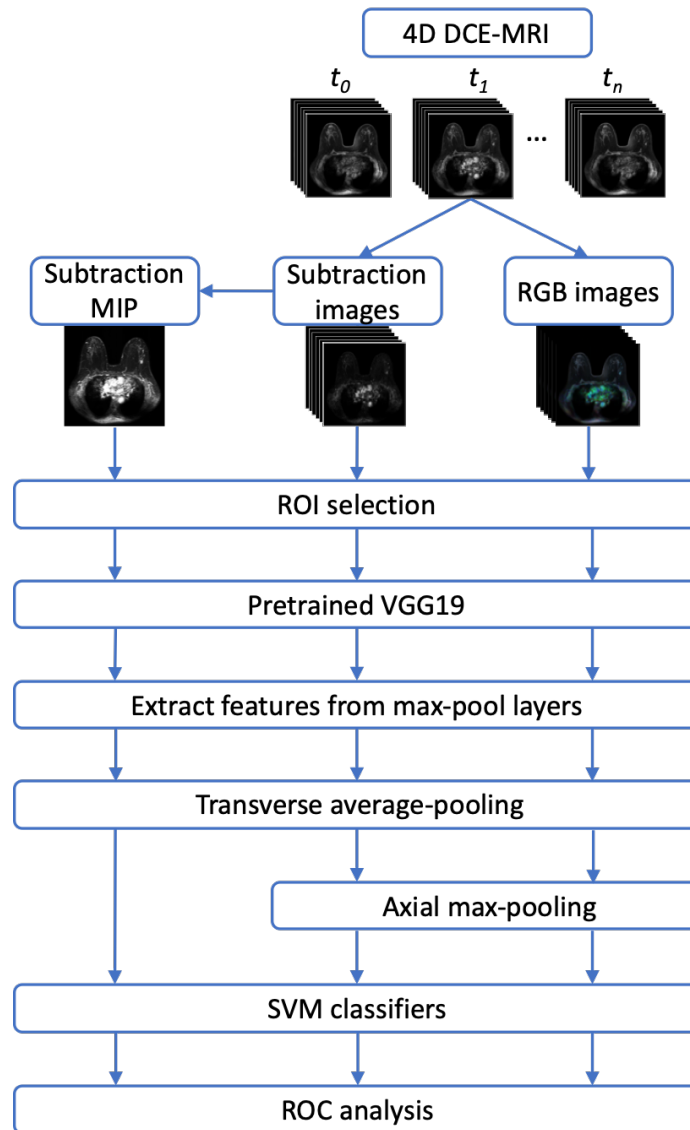 4D DCE-MRI
t0 t1 tn
...
Subtraction
MIP
Subtraction
images
RGB images
ROI selection
Pretrained VGG19
Extract features from max-pool layers
Transverse average-pooling
Axial max-pooling
SVM classifiers
ROC analysis